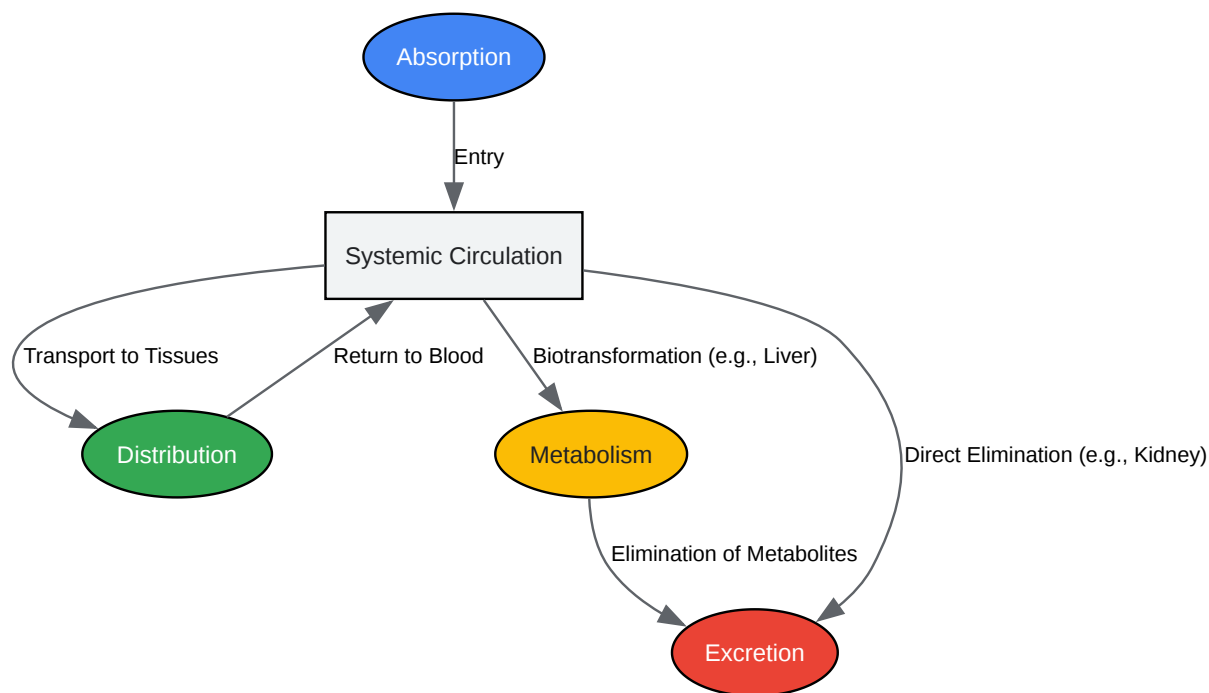 Absorption
Entry
Systemic Circulation
Transport to Tissues
Return to Blood
Biotransformation (e.g., Liver)
Distribution
Metabolism
Direct Elimination (e.g., Kidney)
Elimination of Metabolites
Excretion